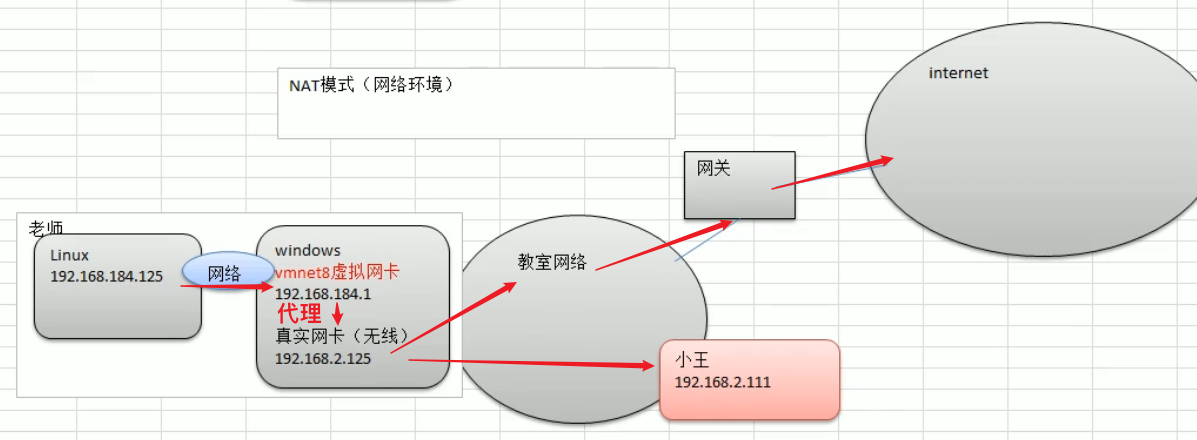 internet
NAT模式（网络环境）
网关
老师
Linux
192.168.184.125
网络
windows
vmnet8虚拟网卡
192.168.184.1
代理
真实网卡（无线）
192.168.2.125
教室网络
小王
192.168.2.111